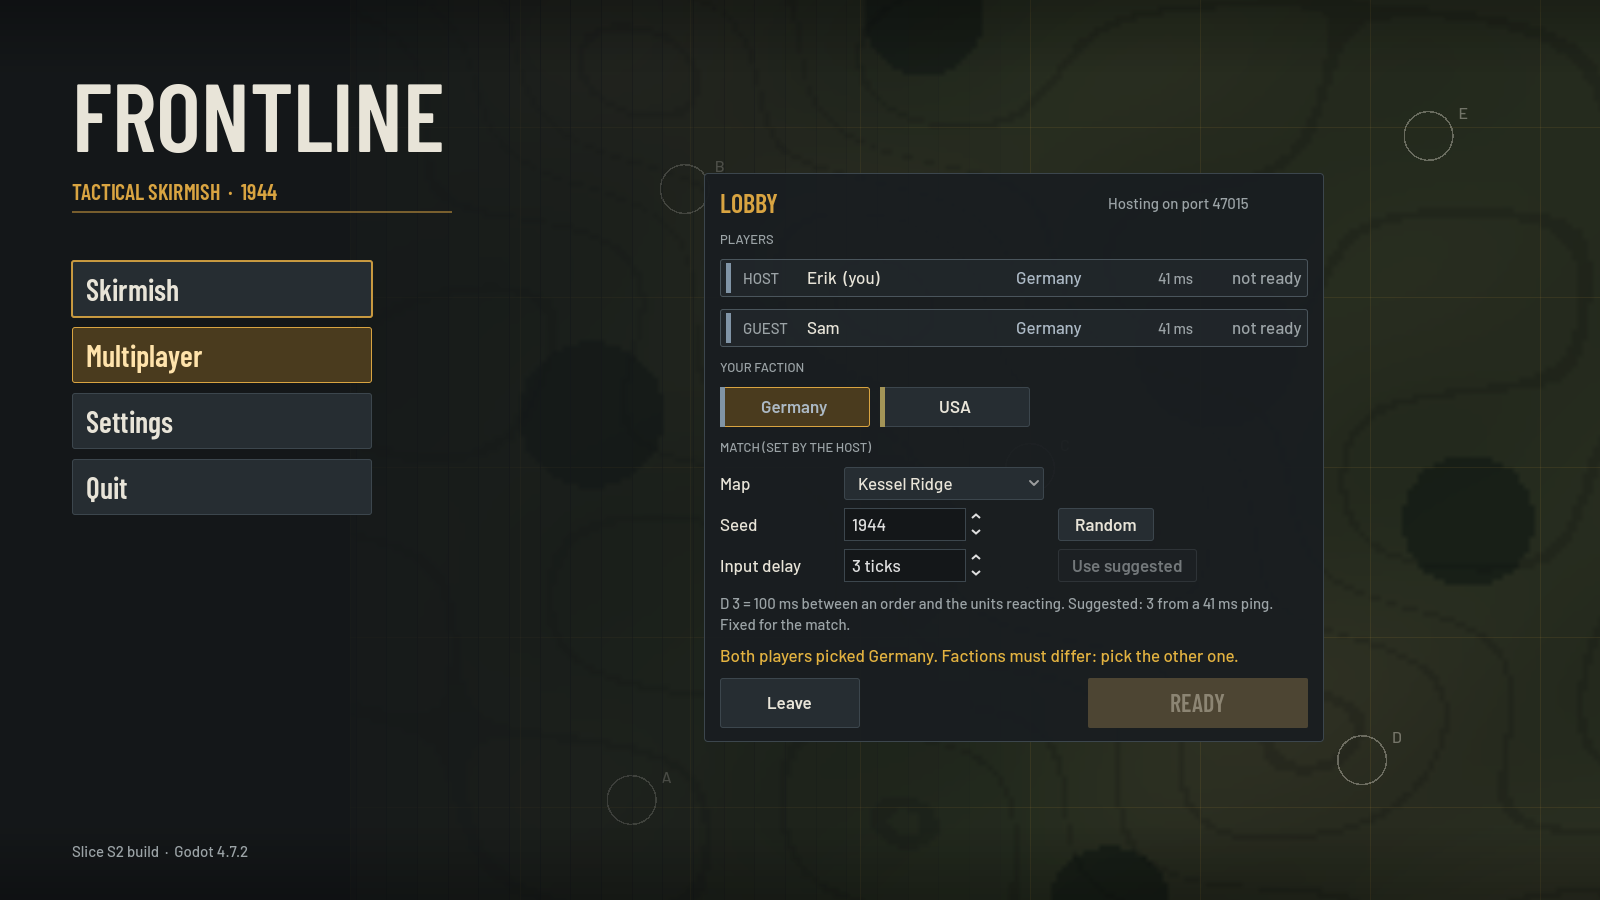 FRONTLINE
TACTICAL SKIRMISH · 1944
Skirmish
Multiplayer
Settings
Quit
Slice S2 build · Godot 4.7.2
B
E
LOBBY
Hosting on port 47015
PLAYERS
HOST Erik (you) Germany 41 ms not ready
GUEST Sam Germany 41 ms not ready
YOUR FACTION
Germany USA
MATCH (SET BY THE HOST)
Map Kessel Ridge
Seed 1944 Random
Input delay 3 ticks Use suggested
D 3 = 100 ms between an order and the units reacting. Suggested: 3 from a 41 ms ping.
Fixed for the match.
Both players picked Germany. Factions must differ: pick the other one.
Leave READY
D
A